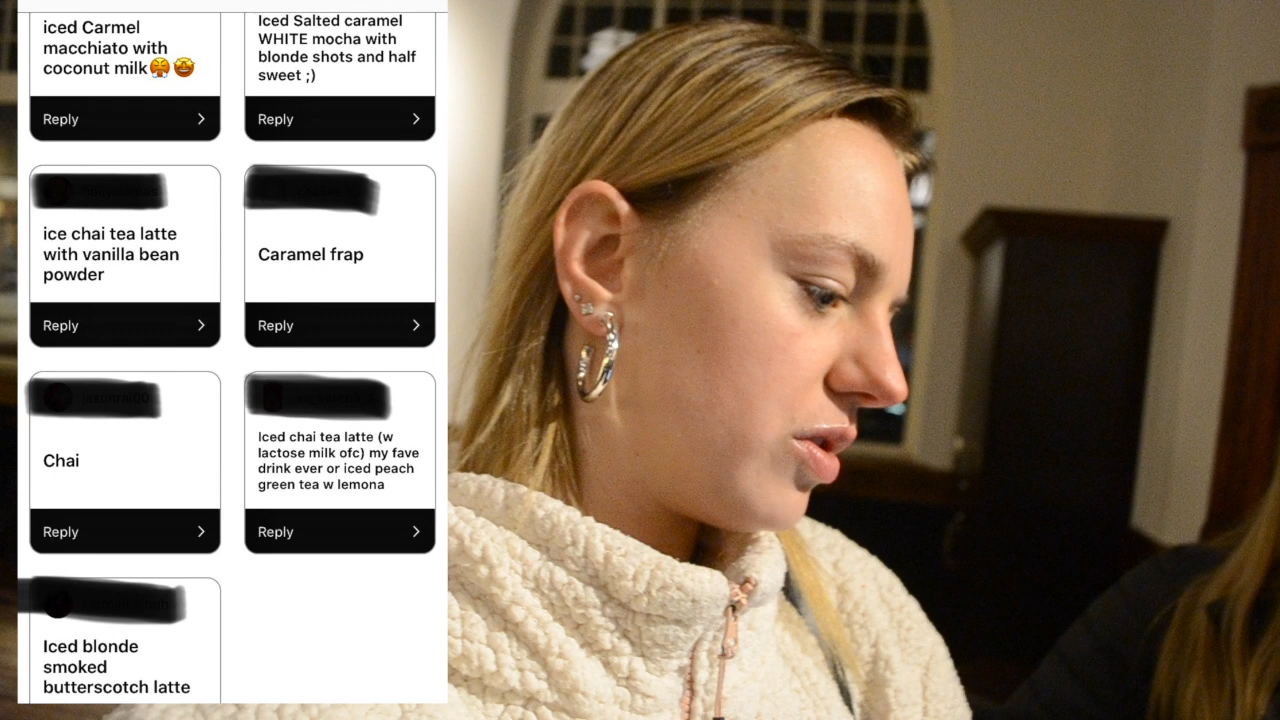 iced Carmel
macchiato with
coconut milk😤🤩
Reply
Iced Salted caramel
WHITE mocha with
blonde shots and half
sweet ;)
Reply
ice chai tea latte
with vanilla bean
powder
Reply
Caramel frap
Reply
Chai
Reply
Iced chai tea latte (w
lactose milk ofc) my fave
drink ever or iced peach
green tea w lemona
Reply
Iced blonde
smoked
butterscotch latte